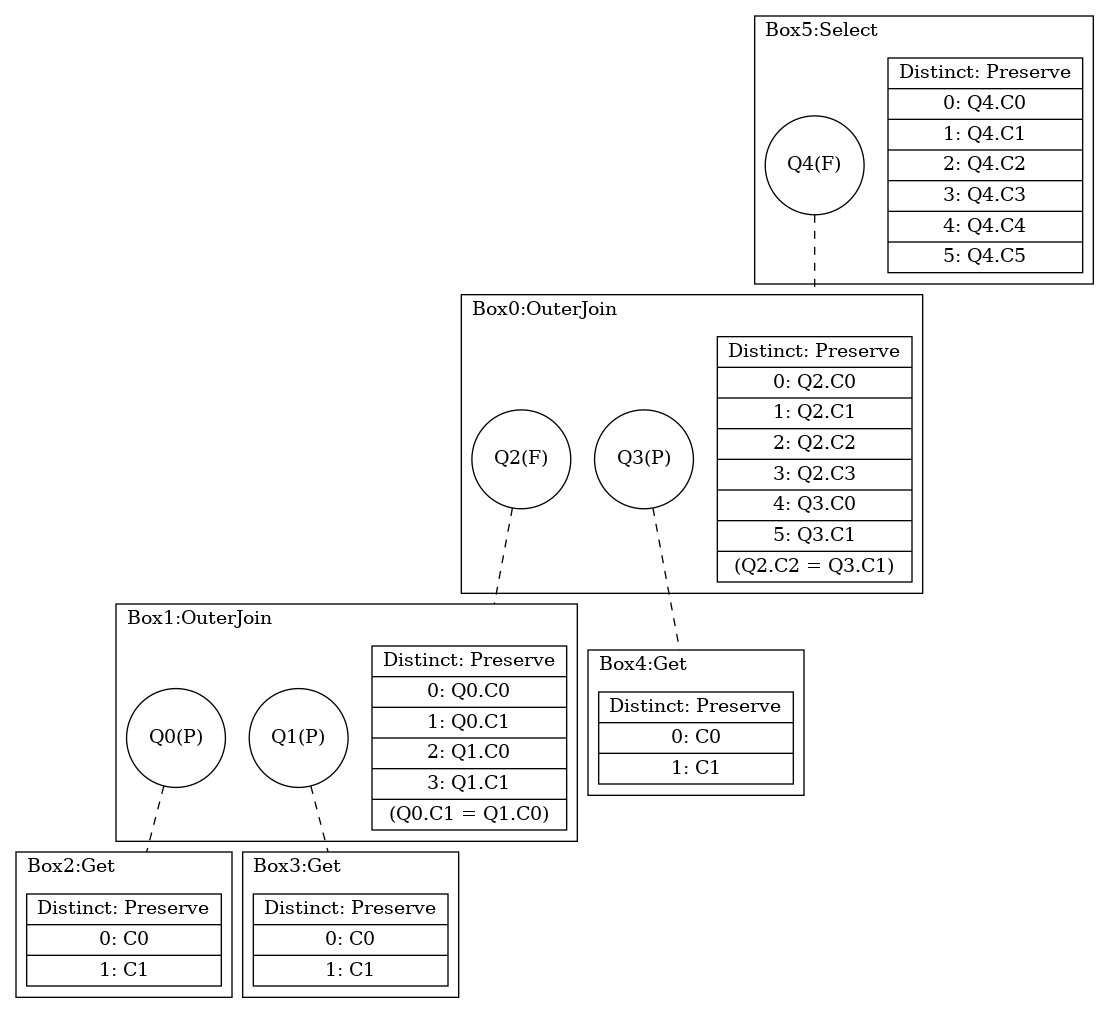 Box5:Select
Q4(F)
Distinct: Preserve
0: Q4.C0
1: Q4.C1
2: Q4.C2
3: Q4.C3
4: Q4.C4
5: Q4.C5
Box0:OuterJoin
Q2(F)
Q3(P)
Distinct: Preserve
0: Q2.C0
1: Q2.C1
2: Q2.C2
3: Q2.C3
4: Q3.C0
5: Q3.C1
(Q2.C2 = Q3.C1)
Box1:OuterJoin
Q0(P)
Q1(P)
Distinct: Preserve
0: Q0.C0
1: Q0.C1
2: Q1.C0
3: Q1.C1
(Q0.C1 = Q1.C0)
Box4:Get
Distinct: Preserve
0: C0
1: C1
Box2:Get
Distinct: Preserve
0: C0
1: C1
Box3:Get
Distinct: Preserve
0: C0
1: C1